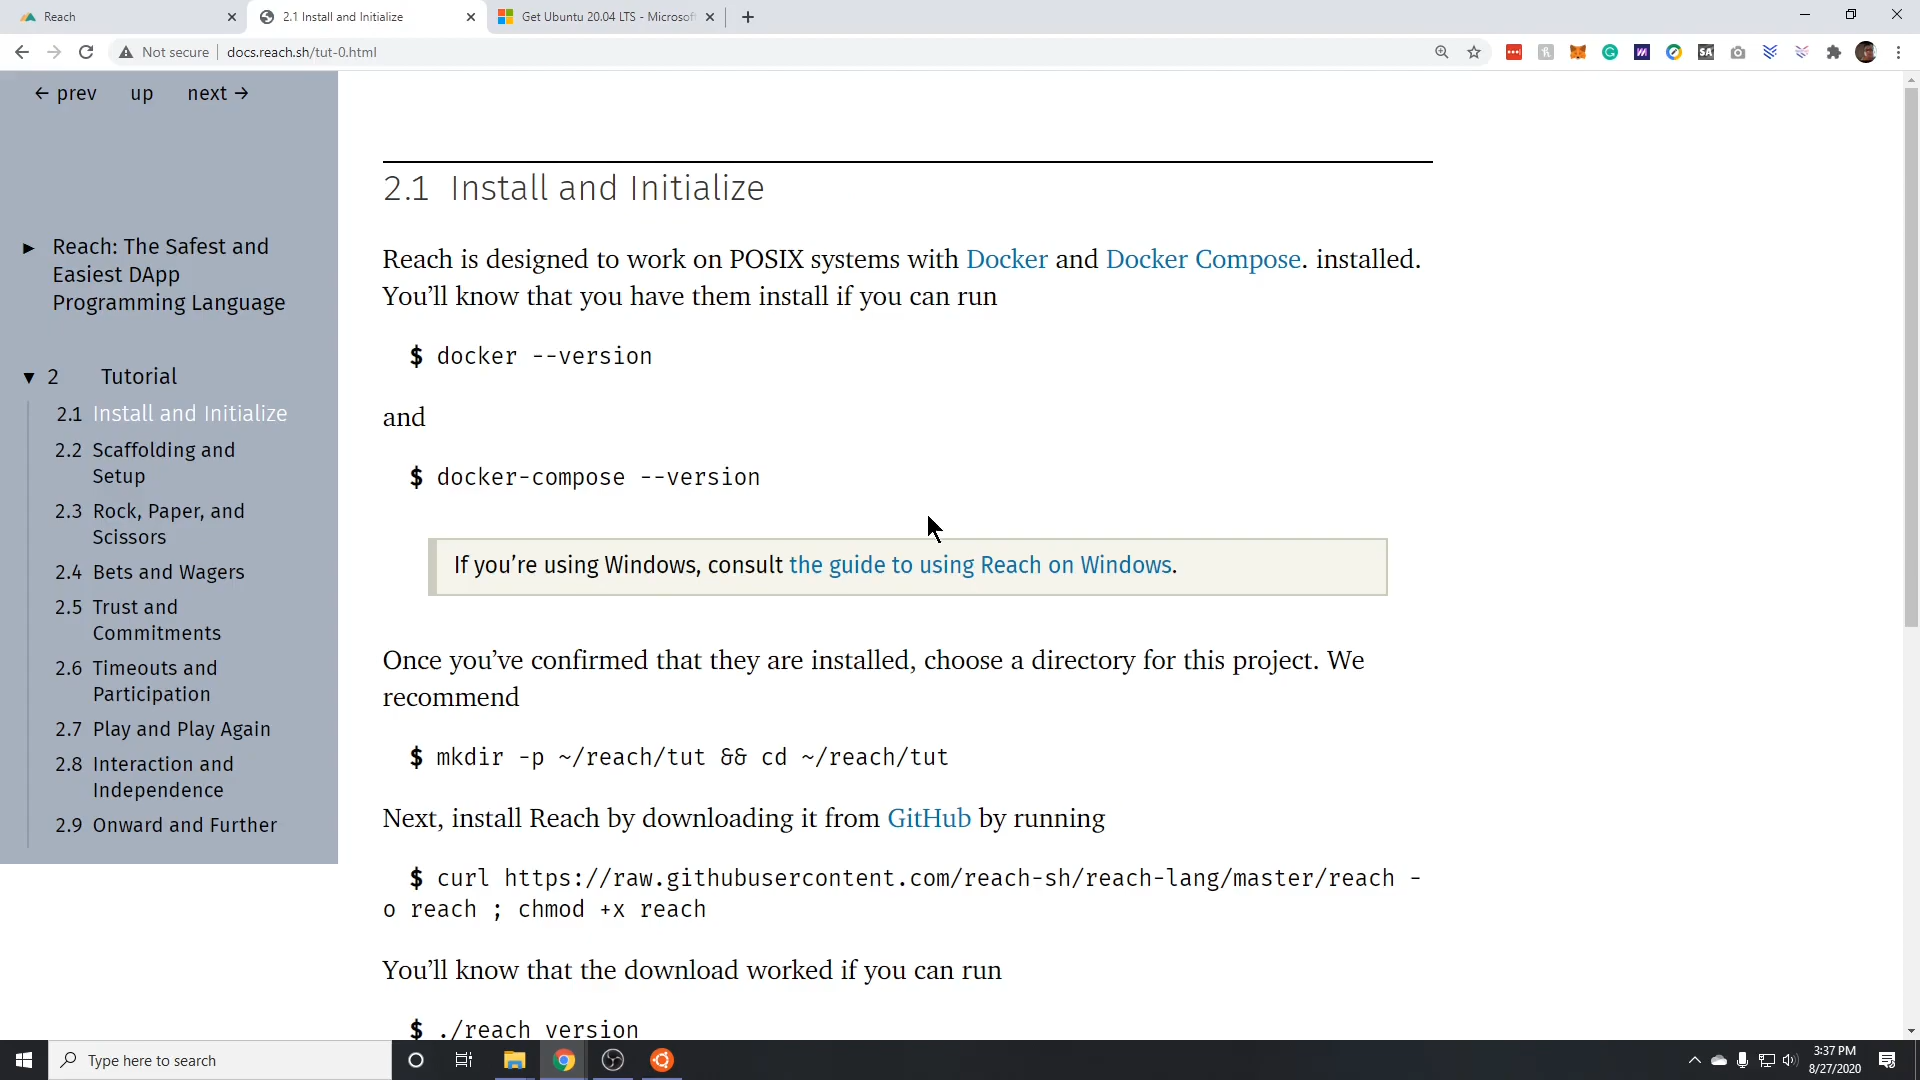 Reach
2.1 Install and Initialize
Get Ubuntu 20.04 LTS - Microsof
Not secure
docs.reach.sh/tut-0.html
← prev up next →
Reach: The Safest and
Easiest DApp
Programming Language
2 Tutorial
2.1 Install and Initialize
2.2 Scaffolding and
Setup
2.3 Rock, Paper, and
Scissors
2.4 Bets and Wagers
2.5 Trust and
Commitments
2.6 Timeouts and
Participation
2.7 Play and Play Again
2.8 Interaction and
Independence
2.9 Onward and Further
2.1 Install and Initialize
Reach is designed to work on POSIX systems with Docker and Docker Compose. installed.
You’ll know that you have them install if you can run
$ docker --version
and
$ docker-compose --version
If you’re using Windows, consult the guide to using Reach on Windows.
Once you’ve confirmed that they are installed, choose a directory for this project. We
recommend
$ mkdir -p ~/reach/tut && cd ~/reach/tut
Next, install Reach by downloading it from GitHub by running
$ curl https://raw.githubusercontent.com/reach-sh/reach-lang/master/reach -
o reach ; chmod +x reach
You’ll know that the download worked if you can run
$ ./reach version
Type here to search
3:37 PM
8/27/2020